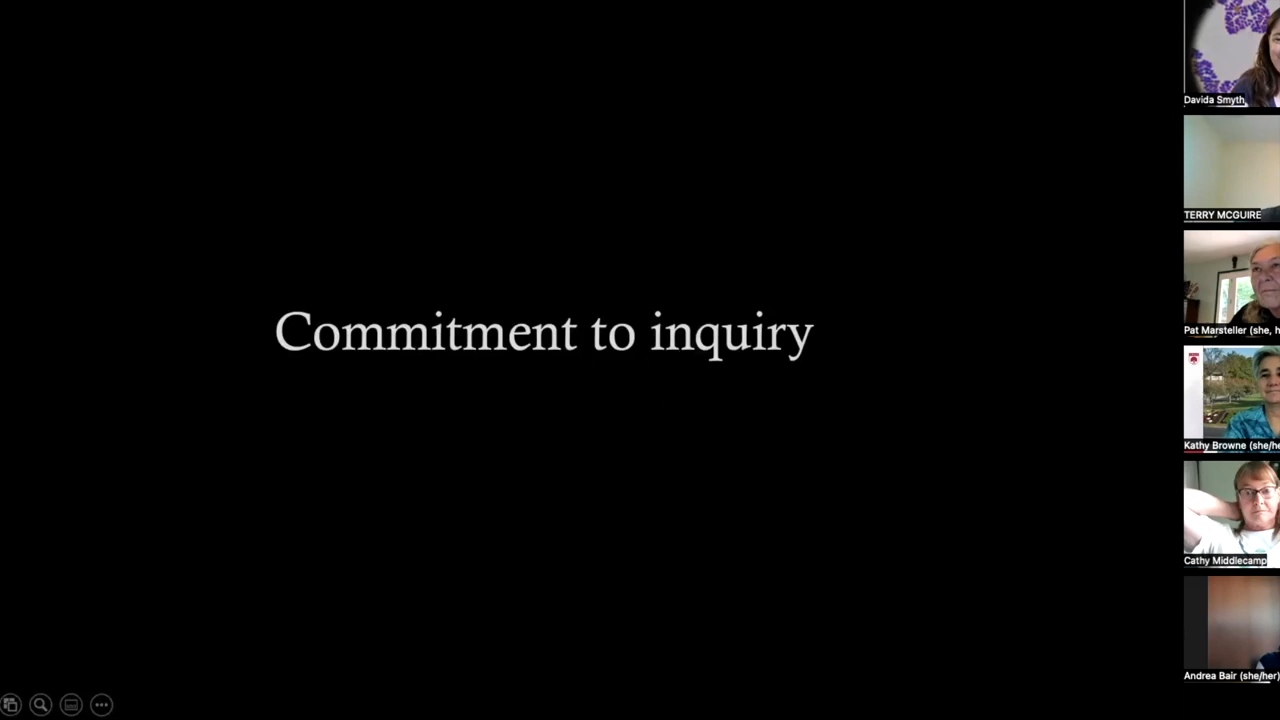 Commitment to inquiry
Davida Smyth,
TERRY MCGUIRE
Pat Marsteller (she, h
Kathy Browne (she/he
Cathy Middlecamp
Andrea Bair (she/her)